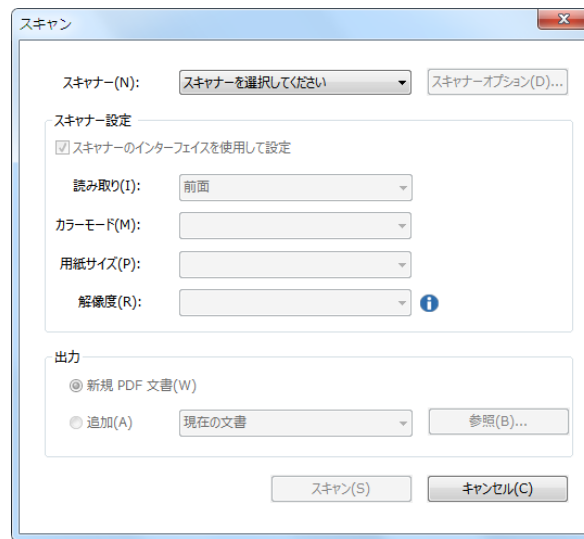 スキャン
スキャナー(N): スキャナーを選択してください スキャナーオプション(D)...
スキャナー設定
スキャナーのインターフェイスを使用して設定
読み取り(I): 前面
カラーモード(M):
用紙サイズ(P):
解像度(R):
出力
新規 PDF 文書(W)
追加(A) 現在の文書 参照(B)...
スキャン(S) キャンセル(C)